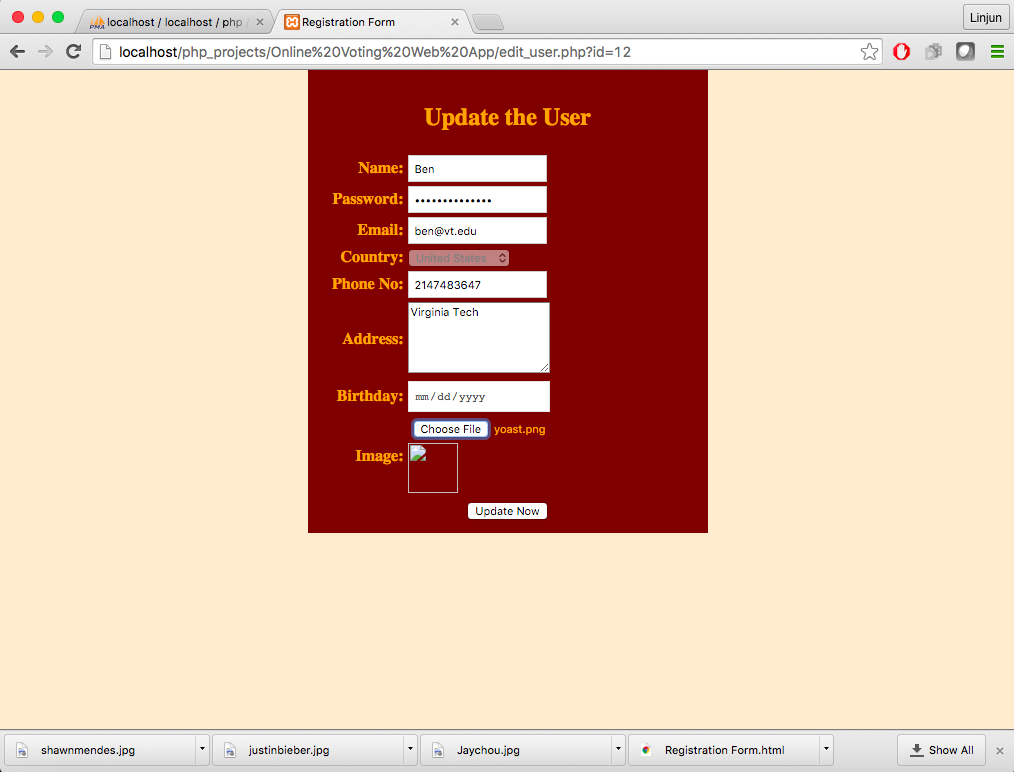 localhost / localhost / php
Registration Form
Linjun
localhost/php_projects/Online%20Voting%20Web%20App/edit_user.php?id=12
Update the User
Name: Ben
Password: ••••••••••••••
Email: ben@vt.edu
Country: United States
Phone No: 2147483647
Address: Virginia Tech
Birthday: mm/dd/yyyy
Choose File yoast.png
Image:
Update Now
shawnmendes.jpg
justinbieber.jpg
Jaychou.jpg
Registration Form.html
Show All